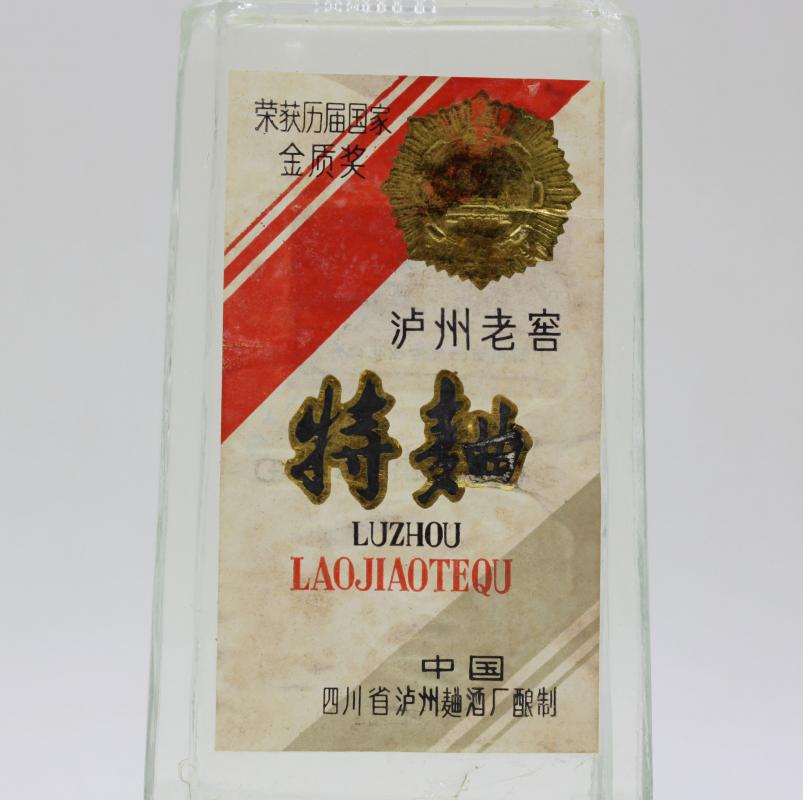 荣获历届国家
金质奖
泸州老窖
特麯
LUZHOU
LAOJIAOTEQU
中国
四川省泸州麯酒厂酿制